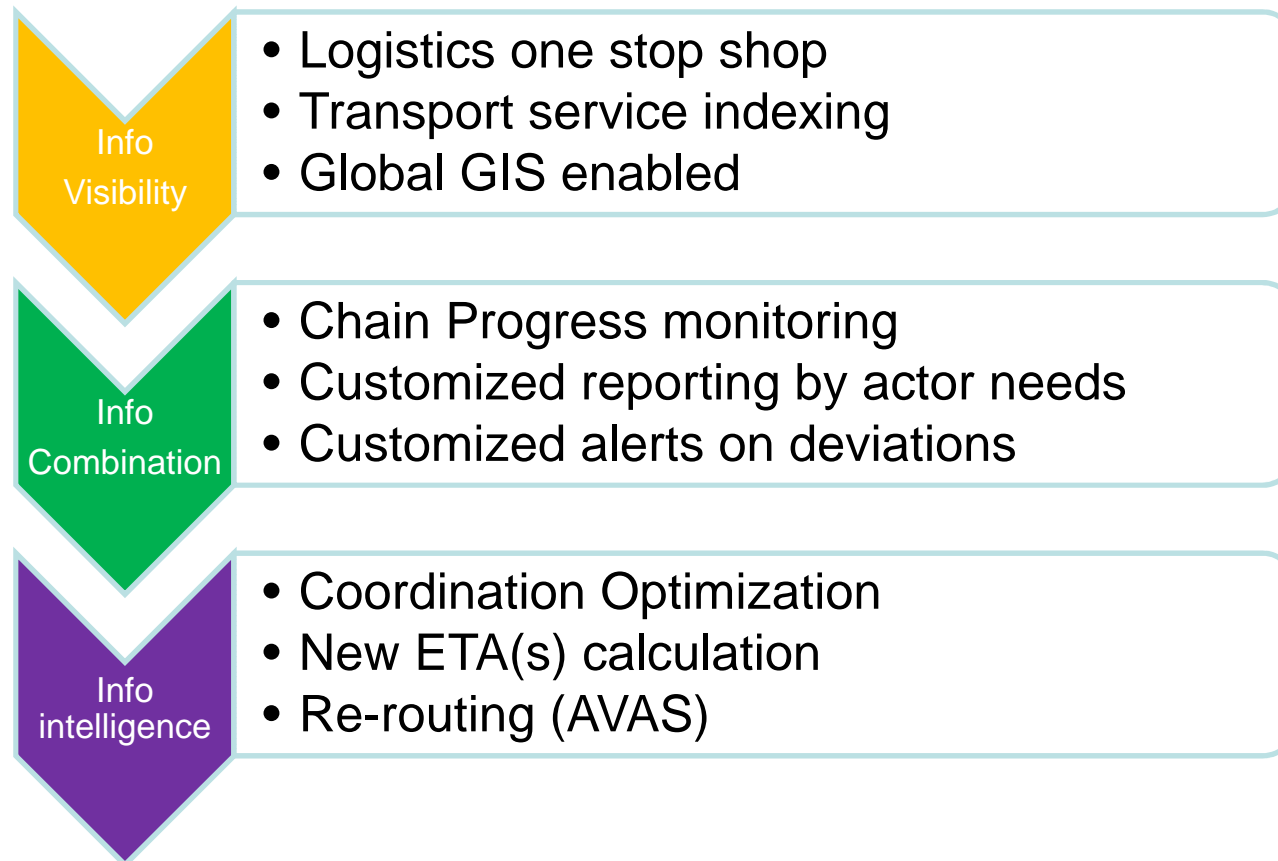 Info
Visibility
• Logistics one stop shop
• Transport service indexing
• Global GIS enabled
Info
Combination
• Chain Progress monitoring
• Customized reporting by actor needs
• Customized alerts on deviations
Info
intelligence
• Coordination Optimization
• New ETA(s) calculation
• Re-routing (AVAS)